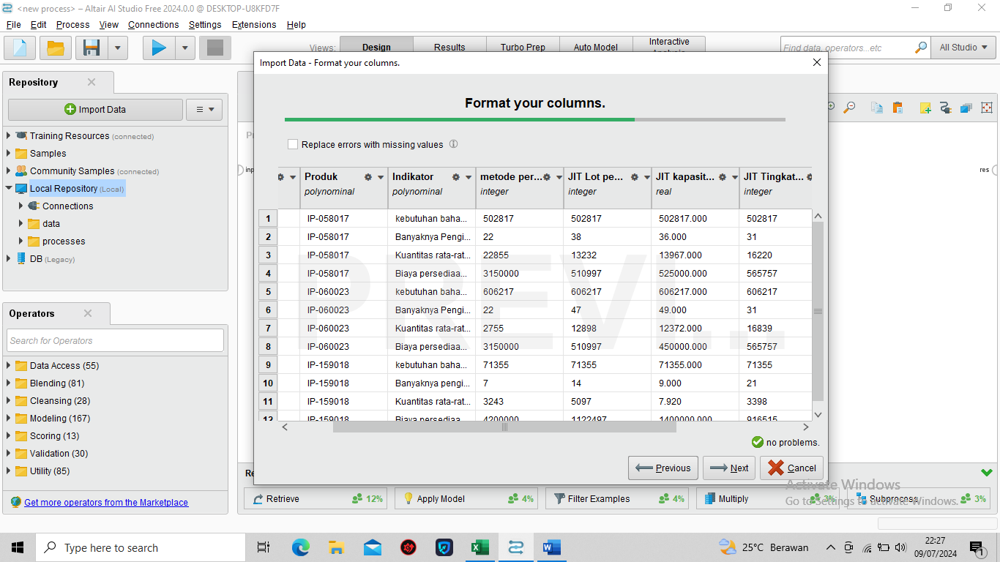 <new process> – Altair AI Studio Free 2024.0.0 @ DESKTOP-U8KFD7F
File Edit Process View Connections Settings Extensions Help
Views: Design Results Turbo Prep Auto Model Interactive
Find data, operators...etc All Studio
Import Data - Format your columns.
Repository
Import Data
Training Resources (connected)
Samples
Community Samples (connected)
Local Repository (Local)
Connections
data
processes
DB (Legacy)
Operators
Search for Operators
Data Access (55)
Blending (81)
Cleansing (28)
Modeling (167)
Scoring (13)
Validation (30)
Utility (85)
Get more operators from the Marketplace
Format your columns.
Replace errors with missing values
Produk Indikator metode per... JIT Lot pe... JIT kapasit... JIT Tingkat...
polynominal polynominal integer integer real integer
1 IP-058017 kebutuhan baha... 502817 502817 502817.000 502817
2 IP-058017 Banyaknya Pengi... 22 38 36.000 31
3 IP-058017 Kuantitas rata-rat... 22855 13232 13967.000 16220
4 IP-058017 Biaya persediaa... 3150000 510997 525000.000 565757
5 IP-060023 kebutuhan baha... 606217 606217 606217.000 606217
6 IP-060023 Banyaknya Pengi... 22 47 49.000 31
7 IP-060023 Kuantitas rata-rat... 2755 12898 12372.000 16839
8 IP-060023 Biaya persediaa... 3150000 510997 450000.000 565757
9 IP-159018 kebutuhan baha... 71355 71355 71355.000 71355
10 IP-159018 Banyaknya pengi... 7 14 9.000 21
11 IP-159018 Kuantitas rata-rat... 3243 5097 7.920 3398
12 IP-159018 Biaya persediaa... 4200000 1122497 1400000.000 916515
PREVI...
no problems.
Previous Next Cancel
inp
res
Retrieve 12% Apply Model 4% Filter Examples 4% Multiply 3% Subprocess 3%
Activate Windows
Go to Settings to activate Windows.
Type here to search
25°C Berawan
22:27
09/07/2024
1